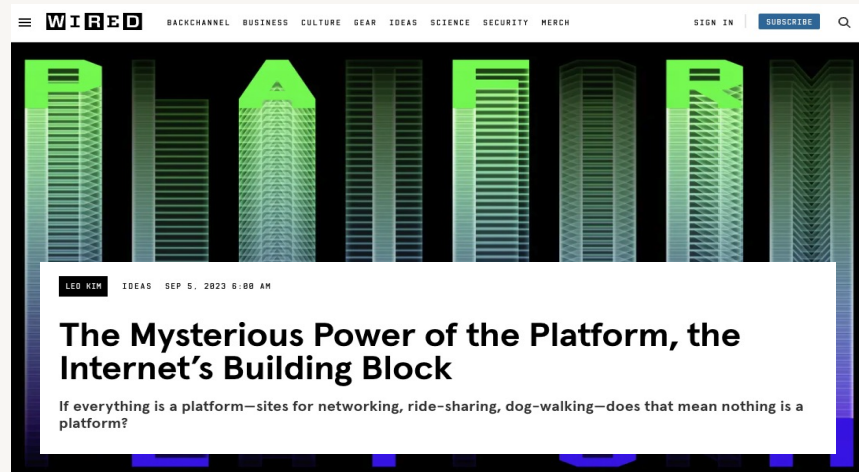 WIRED
BACKCHANNEL BUSINESS CULTURE GEAR IDEAS SCIENCE SECURITY MERCH
SIGN IN
SUBSCRIBE
PLATFORM
LEO KIM
IDEAS
SEP 5, 2023 6:00 AM
The Mysterious Power of the Platform, the
Internet’s Building Block
If everything is a platform—sites for networking, ride-sharing, dog-walking—does that mean nothing is a
platform?